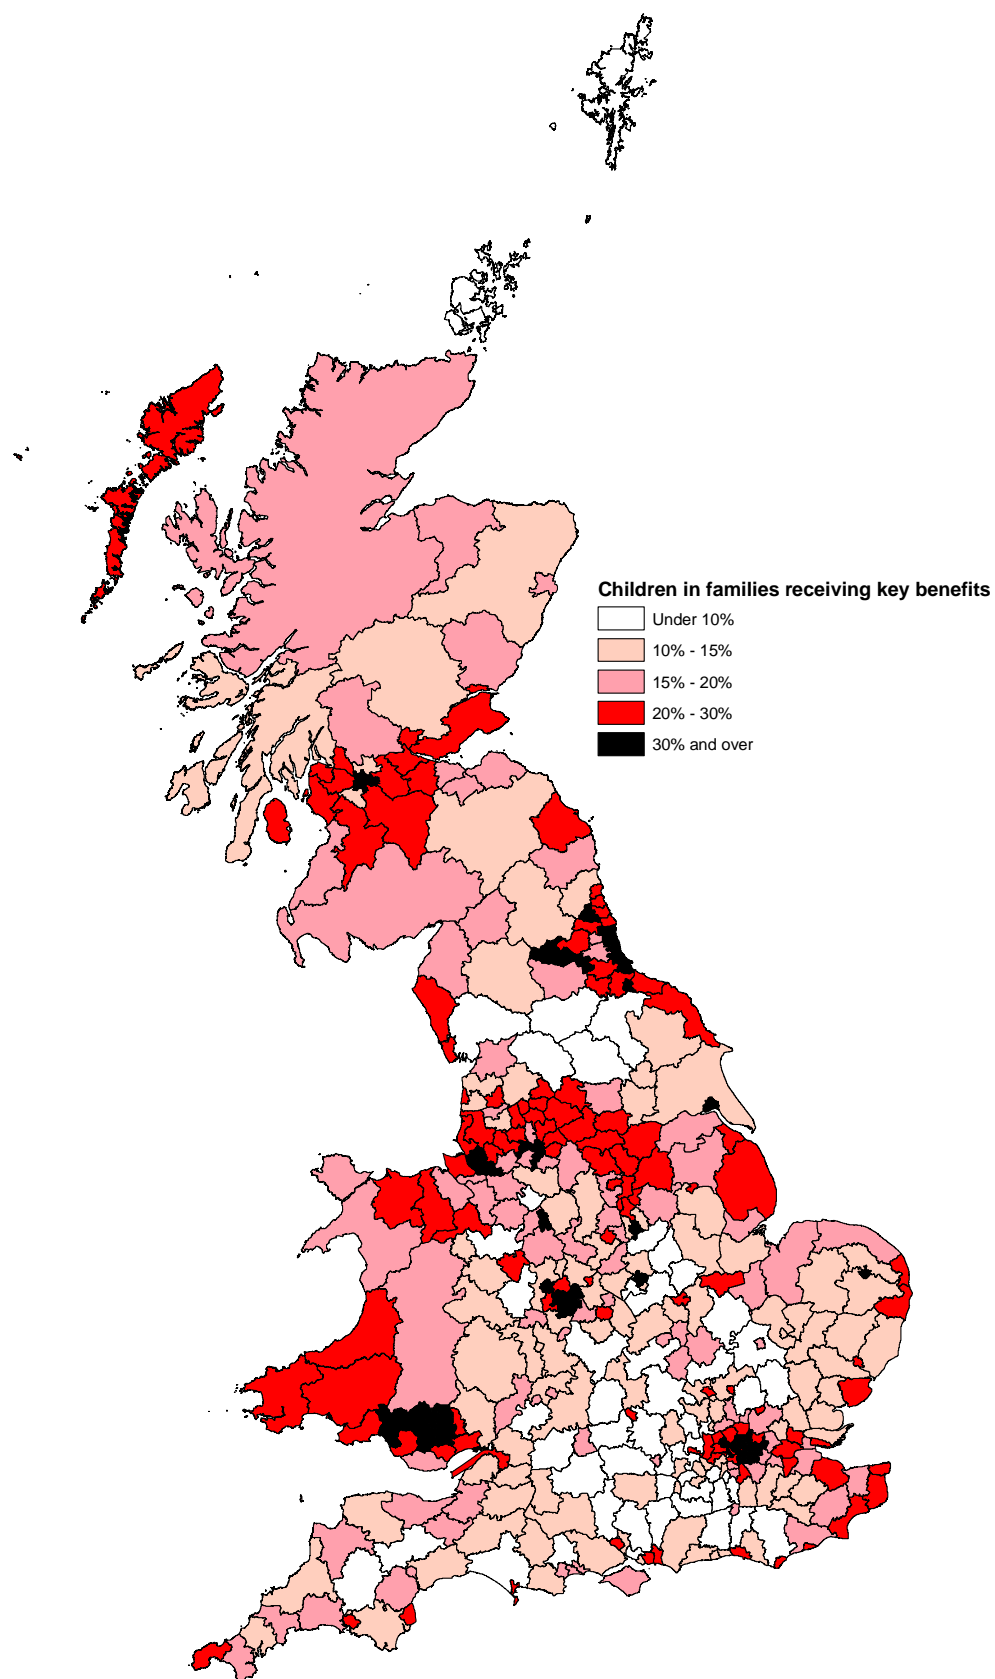 Children in families receiving key benefits
Under 10%
10% - 15%
15% - 20%
20% - 30%
30% and over